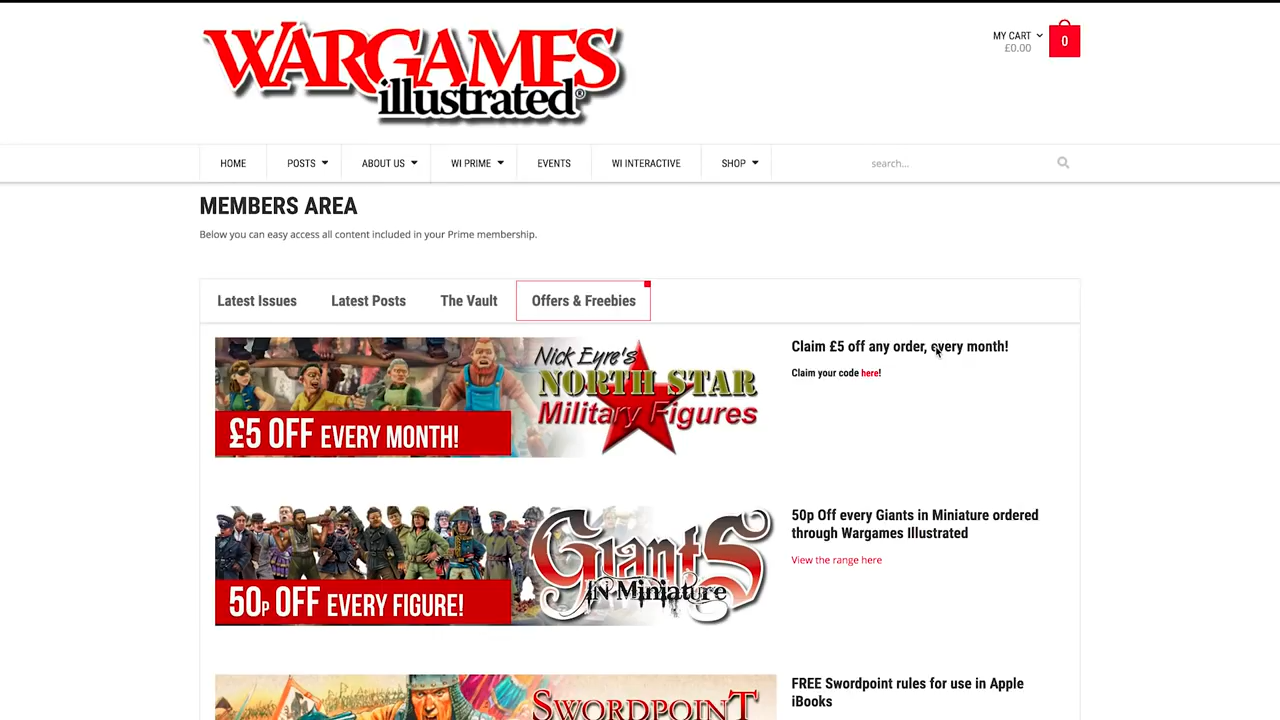 WARGAMES
illustrated®
MY CART
£0.00
0
HOME
POSTS
ABOUT US
WI PRIME
EVENTS
WI INTERACTIVE
SHOP
search...
MEMBERS AREA
Below you can easy access all content included in your Prime membership.
Latest Issues
Latest Posts
The Vault
Offers & Freebies
Nick Eyre's
NORTH STAR
Military Figures
£5 OFF EVERY MONTH!
Claim £5 off any order, every month!
Claim your code here!
GIANTS
IN Miniature
50p OFF EVERY FIGURE!
50p Off every Giants in Miniature ordered
through Wargames Illustrated
View the range here
SWORDPOINT
FREE Swordpoint rules for use in Apple
iBooks